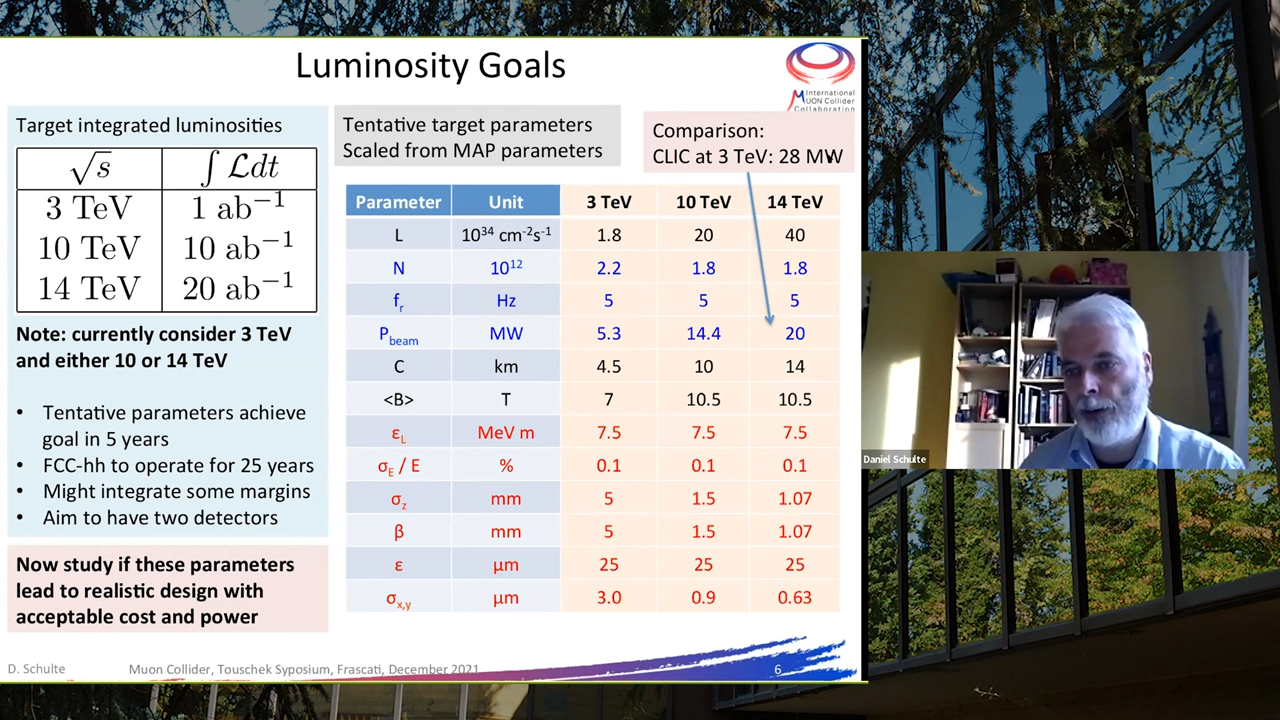 Luminosity Goals
International
MUON Collider
Collaboration
Target integrated luminosities
√s ∫ℒdt
3 TeV 1 ab⁻¹
10 TeV 10 ab⁻¹
14 TeV 20 ab⁻¹
Note: currently consider 3 TeV
and either 10 or 14 TeV
• Tentative parameters achieve
goal in 5 years
• FCC-hh to operate for 25 years
• Might integrate some margins
• Aim to have two detectors
Now study if these parameters
lead to realistic design with
acceptable cost and power
Tentative target parameters
Scaled from MAP parameters
Comparison:
CLIC at 3 TeV: 28 MW
Parameter Unit 3 TeV 10 TeV 14 TeV
L 10³⁴ cm⁻²s⁻¹ 1.8 20 40
N 10¹² 2.2 1.8 1.8
fᵣ Hz 5 5 5
P_beam MW 5.3 14.4 20
C km 4.5 10 14
<B> T 7 10.5 10.5
ε_L MeV m 7.5 7.5 7.5
σ_E / E % 0.1 0.1 0.1
σ_z mm 5 1.5 1.07
β mm 5 1.5 1.07
ε µm 25 25 25
σ_x,y µm 3.0 0.9 0.63
D. Schulte Muon Collider, Touschek Syposium, Frascati, December 2021 6
Daniel Schulte